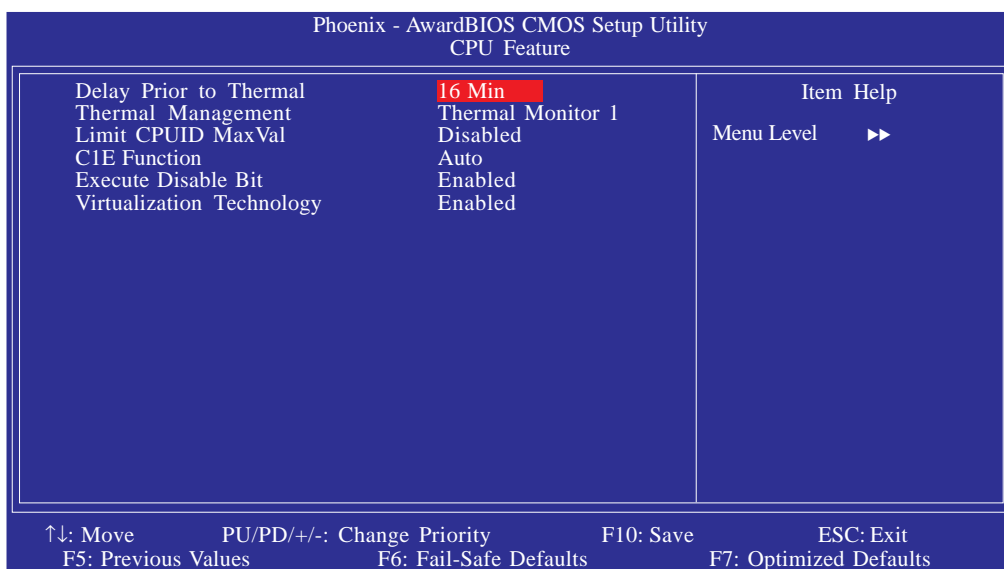 Phoenix - AwardBIOS CMOS Setup Utility
CPU Feature
Delay Prior to Thermal 16 Min
Thermal Management Thermal Monitor 1
Limit CPUID MaxVal Disabled
C1E Function Auto
Execute Disable Bit Enabled
Virtualization Technology Enabled
Item Help
Menu Level ▶▶
↑↓: Move PU/PD/+/-: Change Priority F10: Save ESC: Exit
F5: Previous Values F6: Fail-Safe Defaults F7: Optimized Defaults